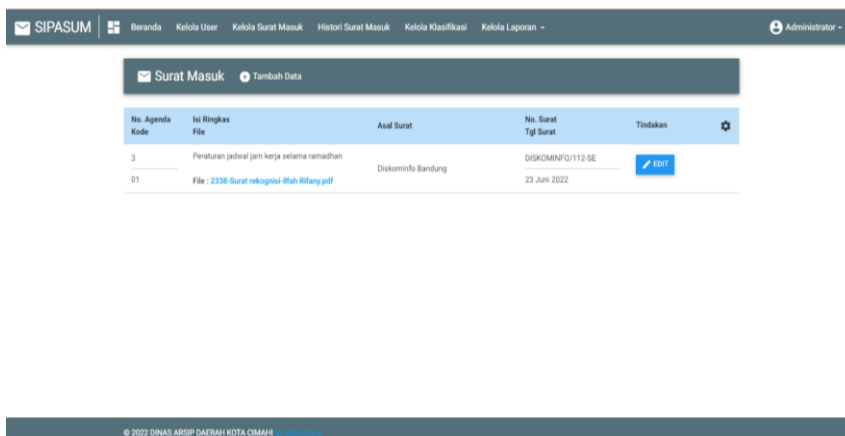 SIPASUM Beranda Kelola User Kelola Surat Masuk Histori Surat Masuk Kelola Klasifikasi Kelola Laporan Administrator
Surat Masuk Tambah Data
No. Agenda Isi Ringkas Asal Surat No. Surat Tindakan
Kode File Tgl Surat
3 Peraturan jadwal jam kerja selama ramadhan Diskominfo Bandung DISKOMINFO/112-SE EDIT
01 File : 2338-Surat rekognisi-Ilfah Rifany.pdf 23 Juni 2022
© 2022 DINAS ARSIP DAERAH KOTA CIMAHI